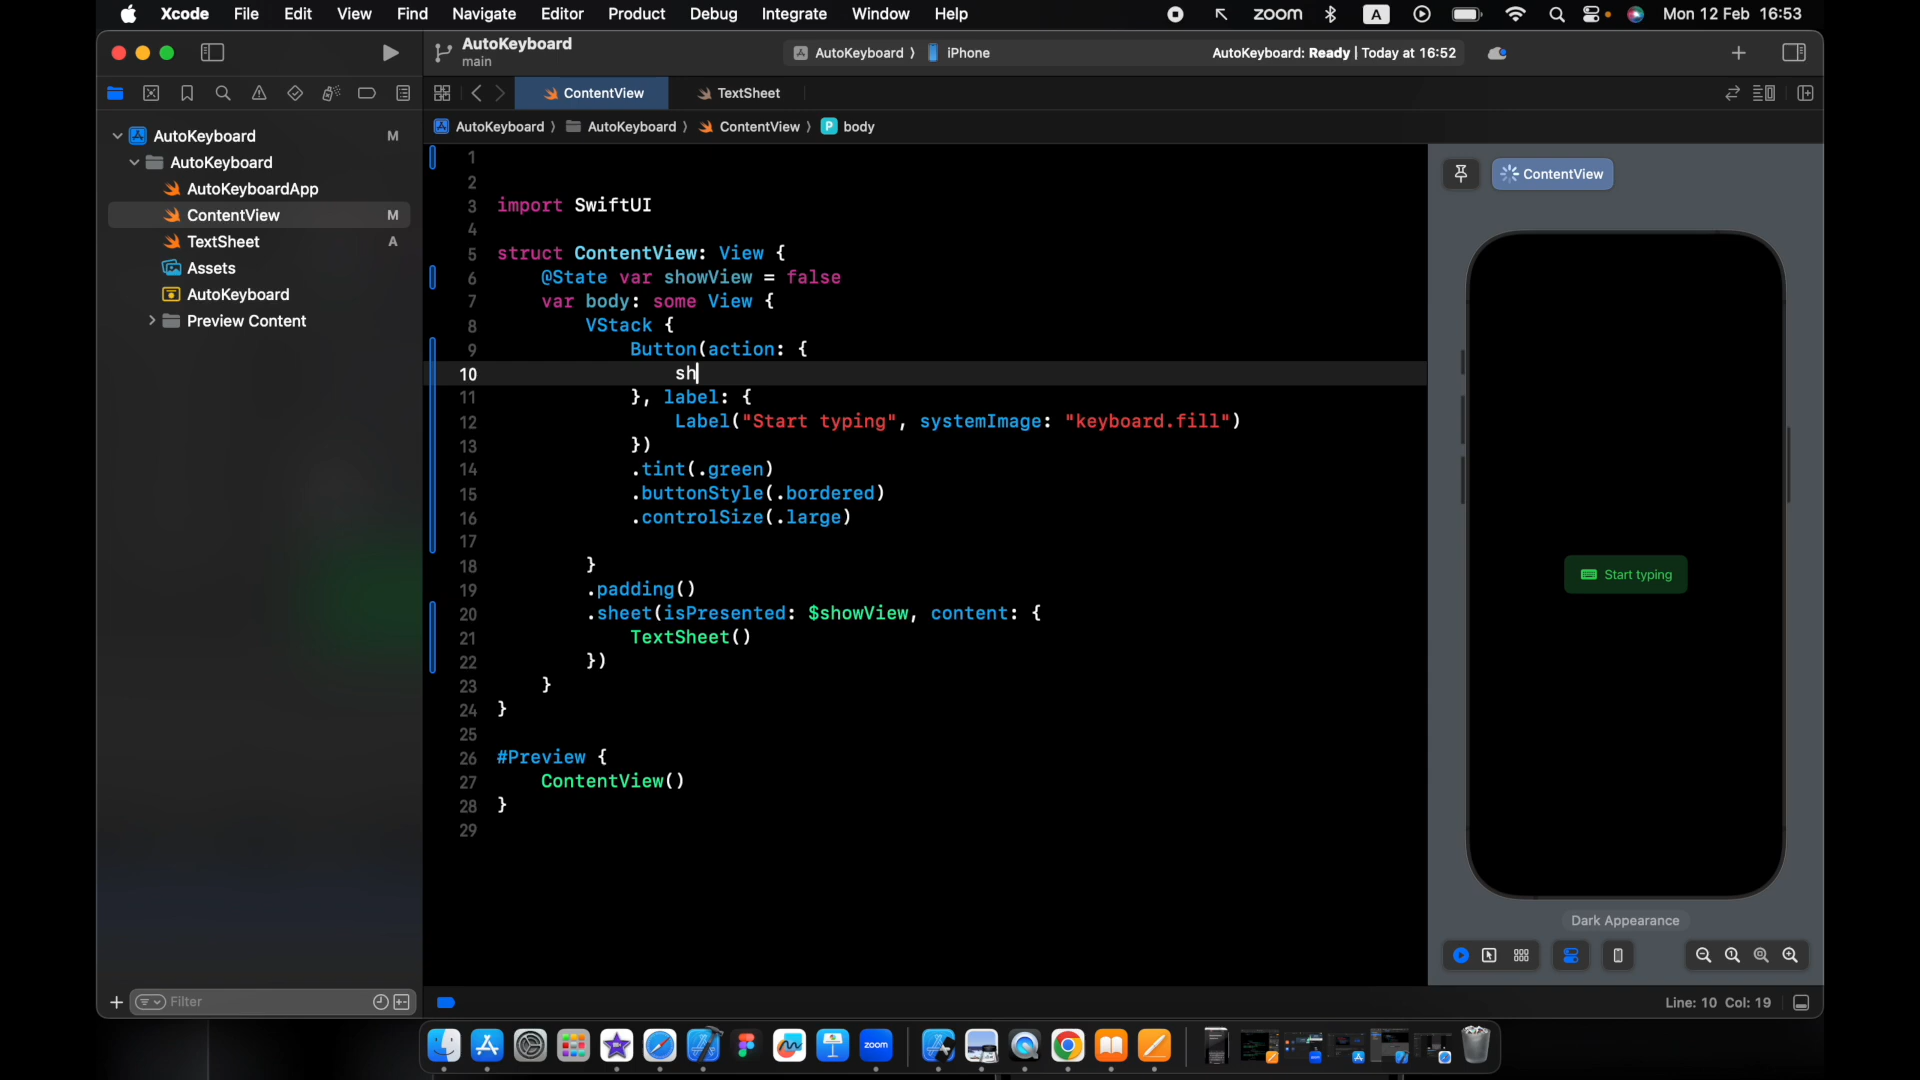 Xcode File Edit View Find Navigate Editor Product Debug Integrate Window Help zoom A Mon 12 Feb 16:53
AutoKeyboard
main
AutoKeyboard iPhone
AutoKeyboard: Ready | Today at 16:52
ContentView
TextSheet
AutoKeyboard AutoKeyboard ContentView P body
AutoKeyboard M
AutoKeyboard
AutoKeyboardApp
ContentView M
TextSheet A
Assets
AutoKeyboard
Preview Content
Filter
1
2
3 import SwiftUI
4
5 struct ContentView: View {
6 @State var showView = false
7 var body: some View {
8 VStack {
9 Button(action: {
10 sh
11 }, label: {
12 Label("Start typing", systemImage: "keyboard.fill")
13 })
14 .tint(.green)
15 .buttonStyle(.bordered)
16 .controlSize(.large)
17
18 }
19 .padding()
20 .sheet(isPresented: $showView, content: {
21 TextSheet()
22 })
23 }
24 }
25
26 #Preview {
27 ContentView()
28 }
29
ContentView
Start typing
Dark Appearance
Line: 10 Col: 19
zoom